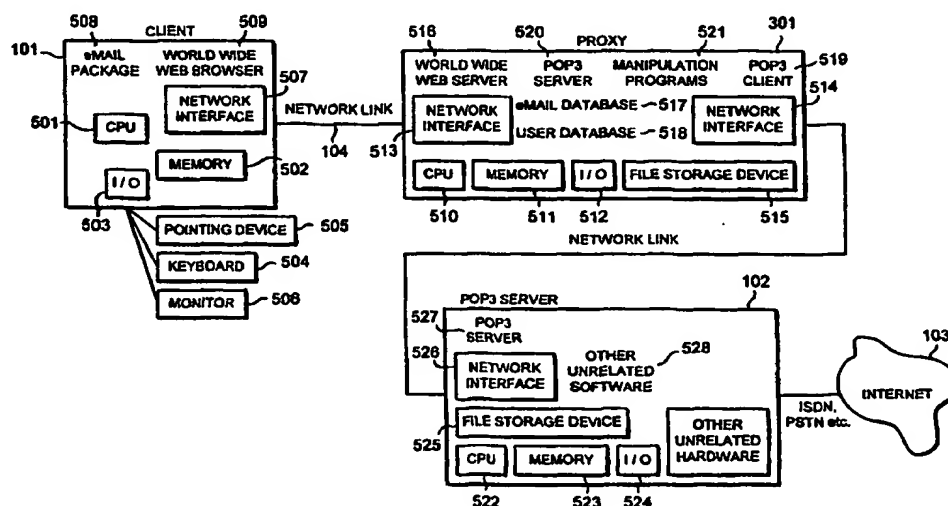 508
509
CLIENT
101
eMAIL
PACKAGE
WORLD WIDE
WEB BROWSER
507
NETWORK
INTERFACE
501
CPU
MEMORY
502
I/O
503
POINTING DEVICE
505
KEYBOARD
504
MONITOR
506
NETWORK LINK
104
516
520
PROXY
521
301
WORLD WIDE
WEB SERVER
POP3
SERVER
MANIPULATION
PROGRAMS
POP3
CLIENT
519
514
NETWORK
INTERFACE
513
eMAIL DATABASE
517
USER DATABASE
518
NETWORK
INTERFACE
CPU
MEMORY
I/O
FILE STORAGE DEVICE
510
511
512
515
NETWORK LINK
POP3 SERVER
102
527
POP3
SERVER
526
NETWORK
INTERFACE
OTHER
UNRELATED
SOFTWARE
528
FILE STORAGE DEVICE
525
CPU
MEMORY
I/O
OTHER
UNRELATED
HARDWARE
522
523
524
103
INTERNET
ISDN,
PSTN etc.